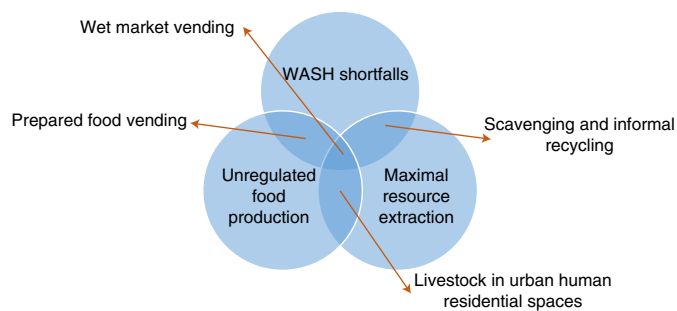 Wet market vending
WASH shortfalls
Prepared food vending
Scavenging and informal
recycling
Unregulated
food
production
Maximal
resource
extraction
Livestock in urban human
residential spaces